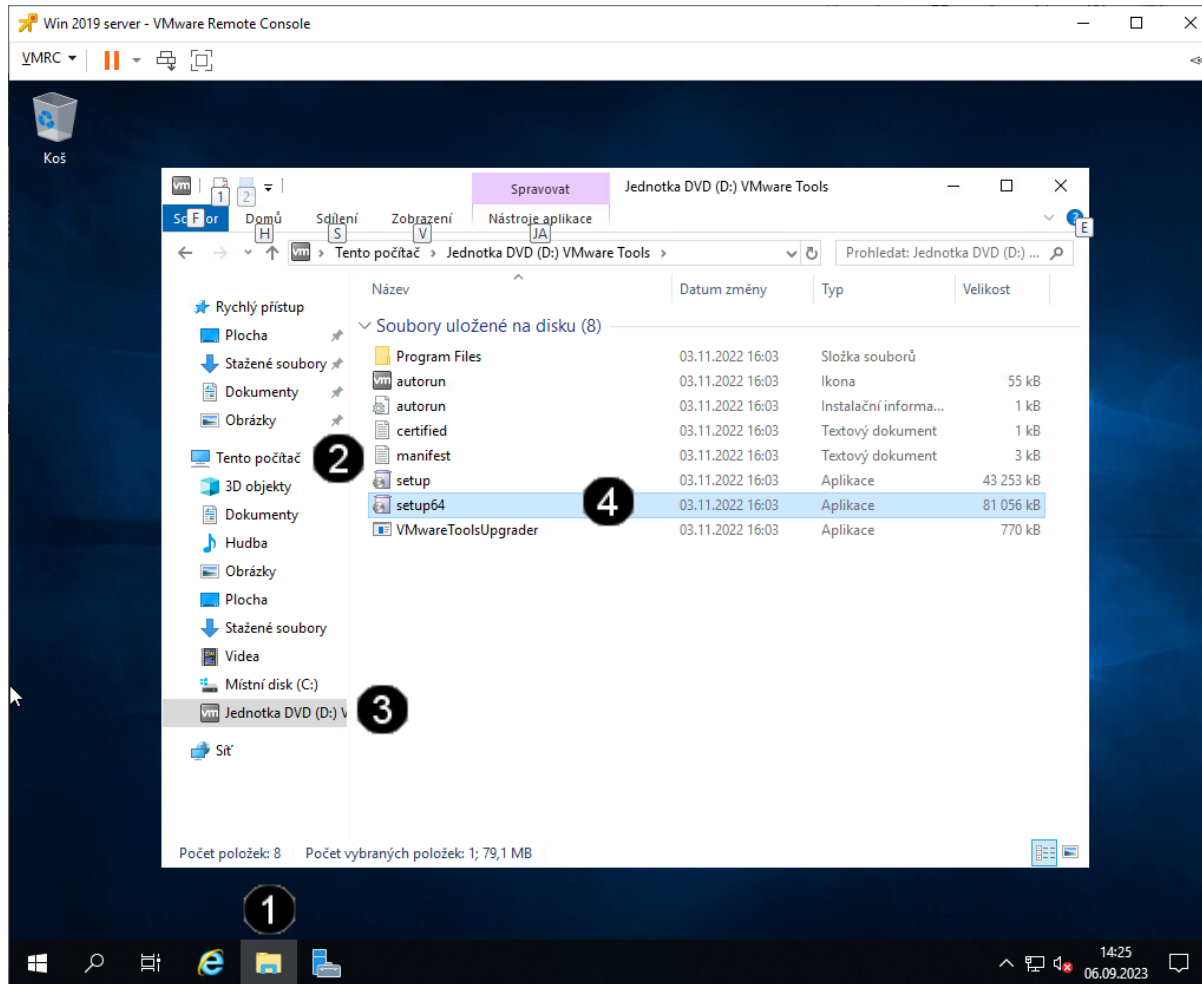 Win 2019 server - VMware Remote Console
VMRC
Koš
vm 1 2 Spravovat Jednotka DVD (D:) VMware Tools
F Domů Sdílení Zobrazení Nástroje aplikace
H S V JA E
vm Tento počítač Jednotka DVD (D:) VMware Tools Prohledat: Jednotka DVD (D:) ...
Název Datum změny Typ Velikost
Rychlý přístup
Plocha
Stažené soubory
Dokumenty
Obrázky
Tento počítač 2
3D objekty
Dokumenty
Hudba
Obrázky
Plocha
Stažené soubory
Videa
Místní disk (C:)
vm Jednotka DVD (D:) V 3
Síť
Soubory uložené na disku (8)
Program Files 03.11.2022 16:03 Složka souborů
vm autorun 03.11.2022 16:03 Ikona 55 kB
autorun 03.11.2022 16:03 Instalační informa... 1 kB
certified 03.11.2022 16:03 Textový dokument 1 kB
manifest 03.11.2022 16:03 Textový dokument 3 kB
setup 03.11.2022 16:03 Aplikace 43 253 kB
setup64 4 03.11.2022 16:03 Aplikace 81 056 kB
VMwareToolsUpgrader 03.11.2022 16:03 Aplikace 770 kB
Počet položek: 8 Počet vybraných položek: 1; 79,1 MB
1
14:25
06.09.2023